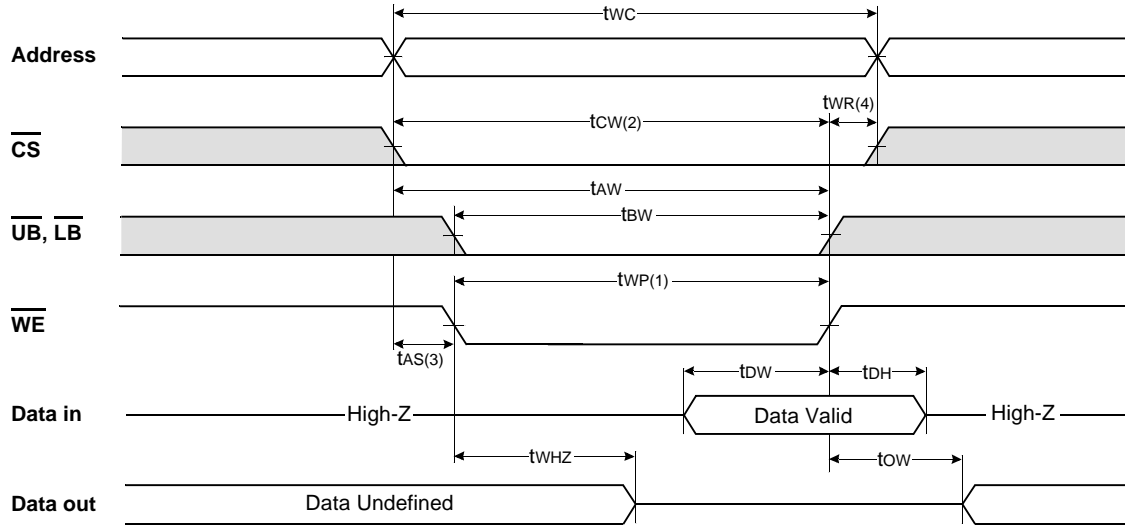 tWC
Address
tWR(4)
tCW(2)
CS
tAW
tBW
UB, LB
tWP(1)
WE
tAS(3)
tDW
tDH
Data in
High-Z
Data Valid
High-Z
tWHZ
tOW
Data out
Data Undefined